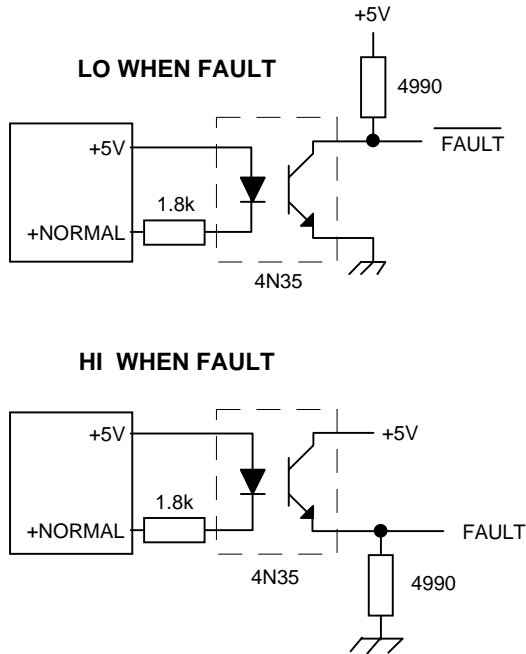 +5V
LO WHEN FAULT
4990
+5V
FAULT
1.8k
+NORMAL
4N35
HI WHEN FAULT
+5V
+5V
1.8k
+NORMAL
FAULT
4N35
4990